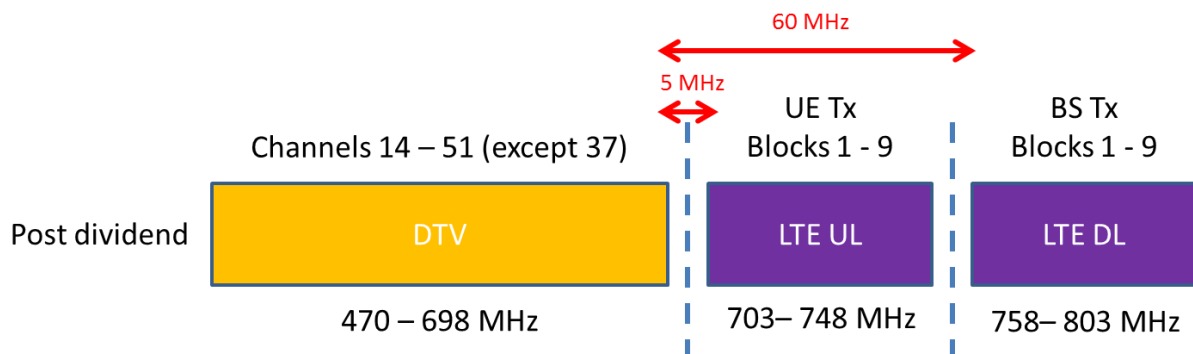 60 MHz
5 MHz
UE Tx
BS Tx
Channels 14 – 51 (except 37)
Blocks 1 - 9
Blocks 1 - 9
Post dividend
DTV
LTE UL
LTE DL
470 – 698 MHz
703– 748 MHz
758– 803 MHz